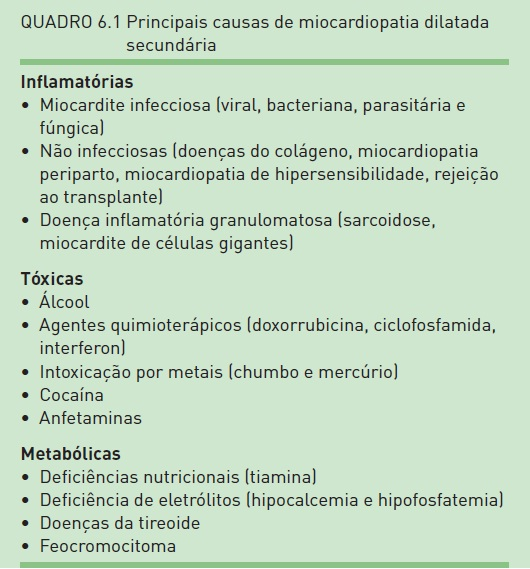 QUADRO 6.1 Principais causas de miocardiopatia dilatada
secundária
Inflamatórias
• Miocardite infecciosa (viral, bacteriana, parasitária e
fúngica)
• Não infecciosas (doenças do colágeno, miocardiopatia
periparto, miocardiopatia de hipersensibilidade, rejeição
ao transplante)
• Doença inflamatória granulomatosa (sarcoidose,
miocardite de células gigantes)
Tóxicas
• Álcool
• Agentes quimioterápicos (doxorrubicina, ciclofosfamida,
interferon)
• Intoxicação por metais (chumbo e mercúrio)
• Cocaína
• Anfetaminas
Metabólicas
• Deficiências nutricionais (tiamina)
• Deficiência de eletrólitos (hipocalcemia e hipofosfatemia)
• Doenças da tireoide
• Feocromocitoma